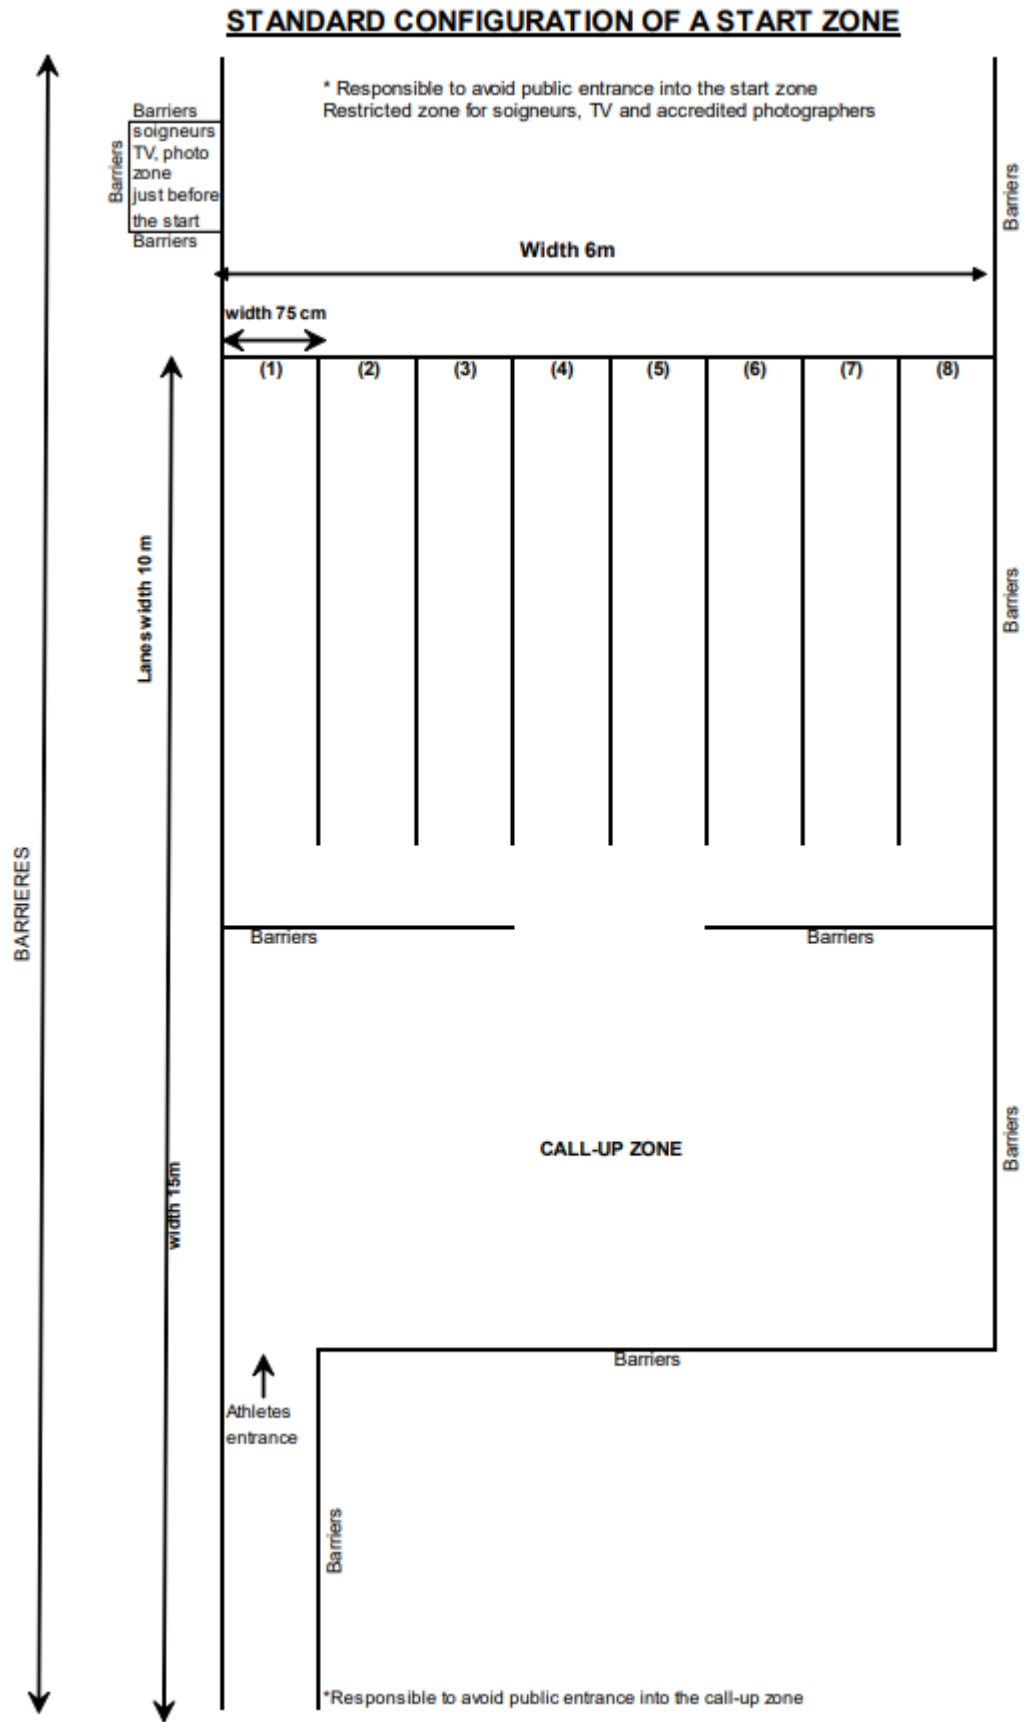 STANDARD CONFIGURATION OF A START ZONE
* Responsible to avoid public entrance into the start zone
Restricted zone for soigneurs, TV and accredited photographers
Barriers
Barriers
soigneurs
TV, photo
zone
just before
the start
Barriers
Barriers
Width 6m
width 75 cm
(1) (2) (3) (4) (5) (6) (7) (8)
Lanes width 10 m
Barriers
BARRIERES
Barriers
Barriers
CALL-UP ZONE
Barriers
width 15m
Barriers
Athletes
entrance
Barriers
*Responsible to avoid public entrance into the call-up zone